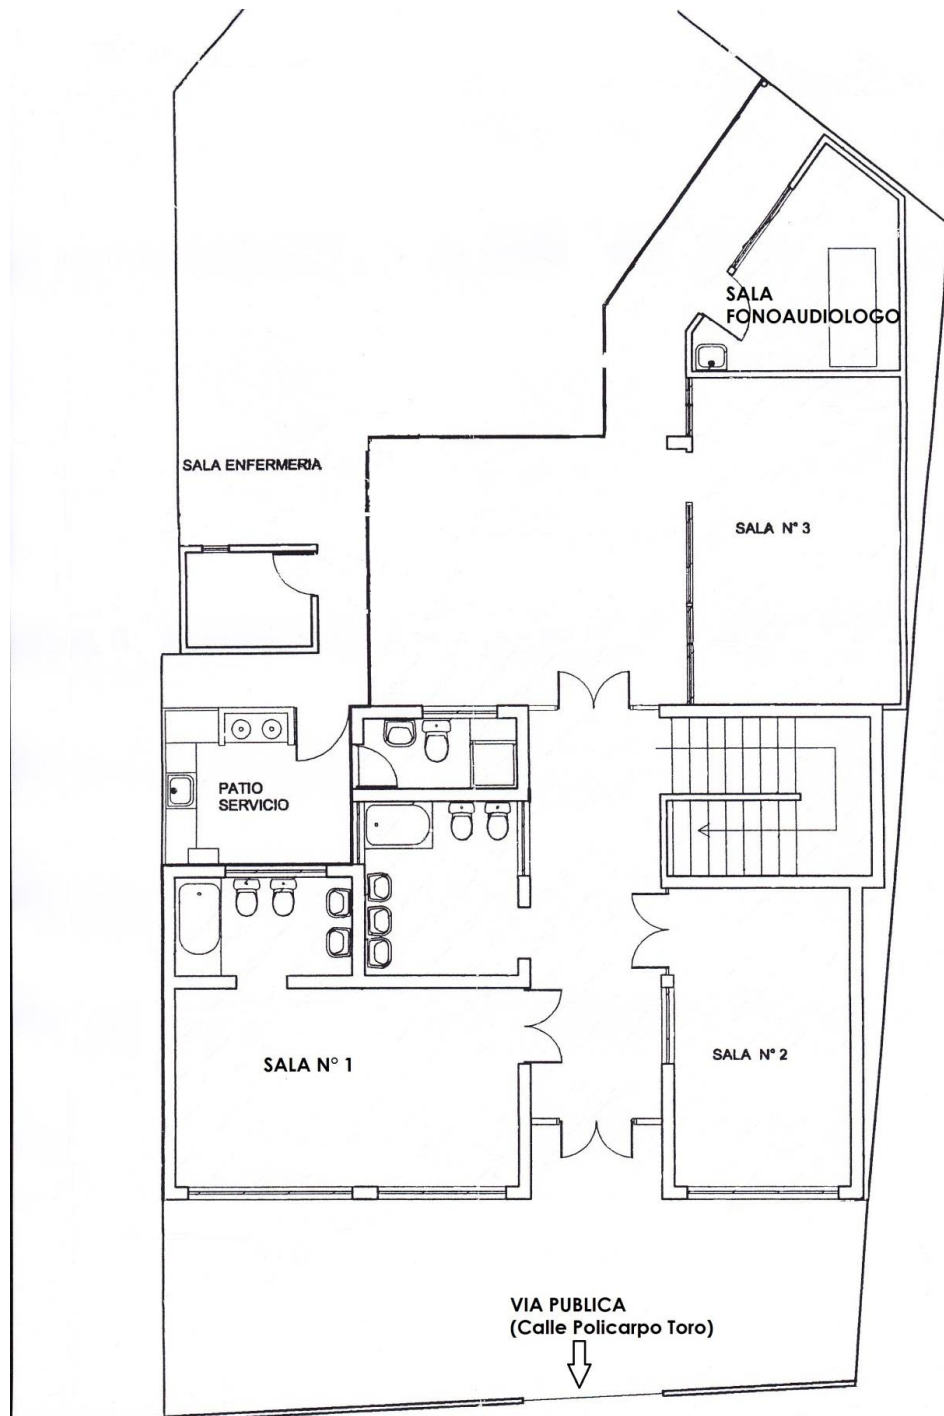 SALA
FONOAUDIOLOGO
SALA ENFERMERIA
SALA N° 3
PATIO
SERVICIO
SALA N° 1
SALA N° 2
VIA PUBLICA
(Calle Policarpo Toro)